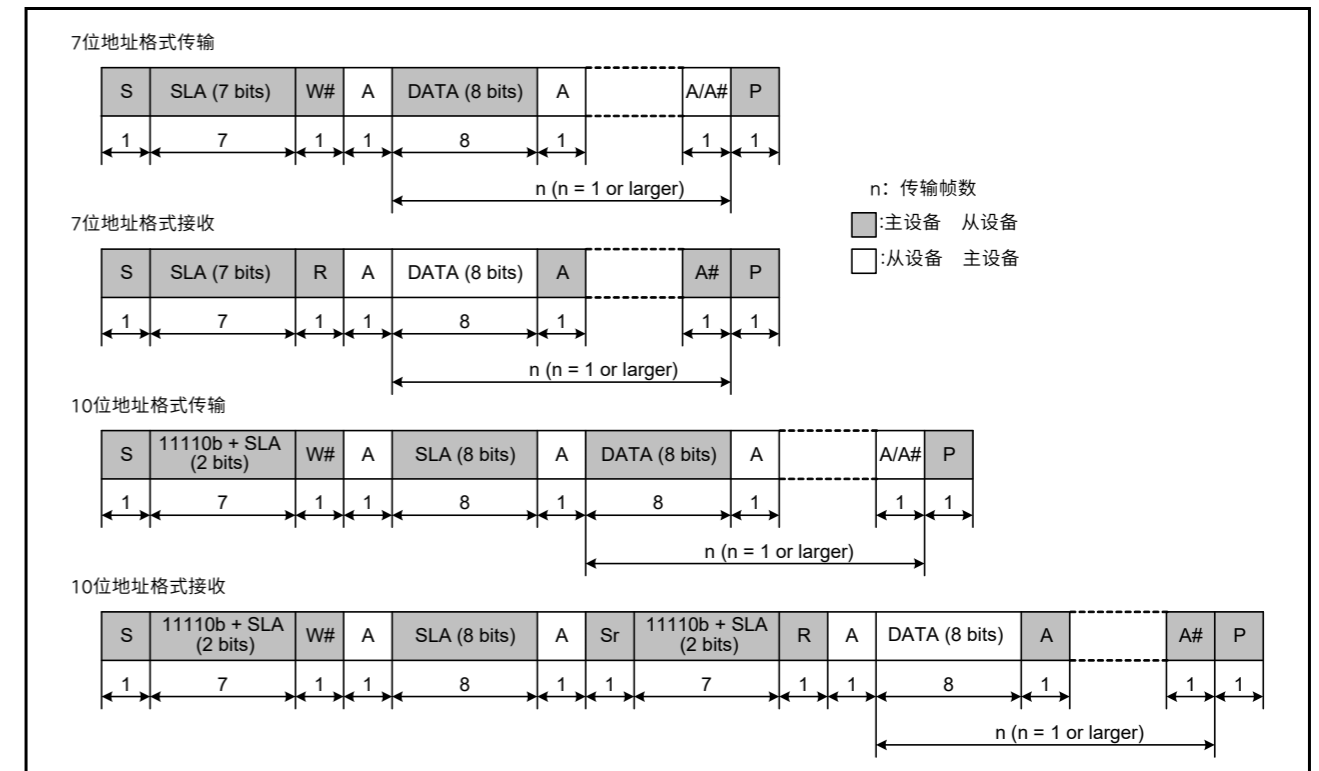 7位地址格式传输
S SLA (7 bits) W# A DATA (8 bits) A A/A# P
1 7 1 1 8 1 1 1
n (n = 1 or larger)
n：传输帧数
:主设备 从设备
:从设备 主设备
7位地址格式接收
S SLA (7 bits) R A DATA (8 bits) A A# P
1 7 1 1 8 1 1 1
n (n = 1 or larger)
10位地址格式传输
S 11110b + SLA (2 bits) W# A SLA (8 bits) A DATA (8 bits) A A/A# P
1 7 1 1 8 1 8 1 1 1
n (n = 1 or larger)
10位地址格式接收
S 11110b + SLA (2 bits) W# A SLA (8 bits) A Sr 11110b + SLA (2 bits) R A DATA (8 bits) A A# P
1 7 1 1 8 1 1 7 1 1 8 1 1 1
n (n = 1 or larger)